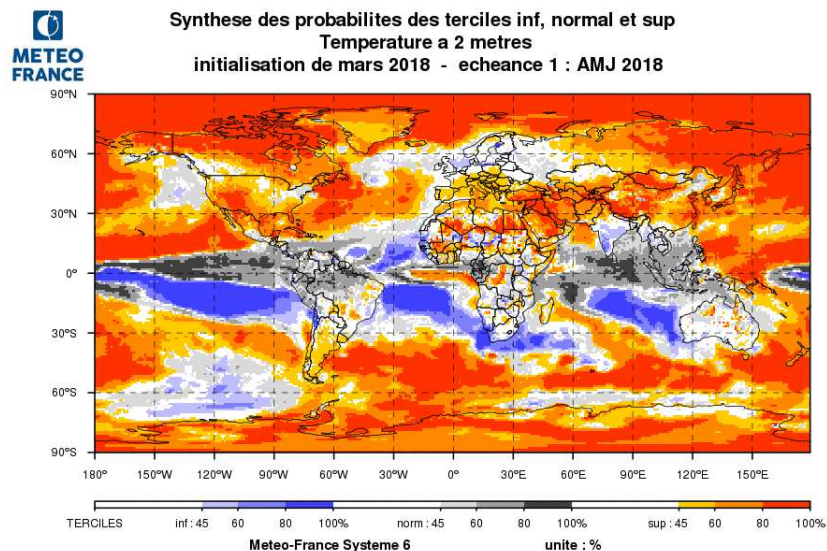 METEO
FRANCE
Synthese des probabilites des terciles inf, normal et sup
Temperature a 2 metres
initialisation de mars 2018 - echeance 1 : AMJ 2018
90°N
60°N
30°N
0°
30°S
60°S
90°S
180° 150°W 120°W 90°W 60°W 30°W 0° 30°E 60°E 90°E 120°E 150°E
TERCILES inf : 45 60 80 100% norm : 45 60 80 100% sup : 45 60 80 100%
Meteo-France Systeme 6 unite : %